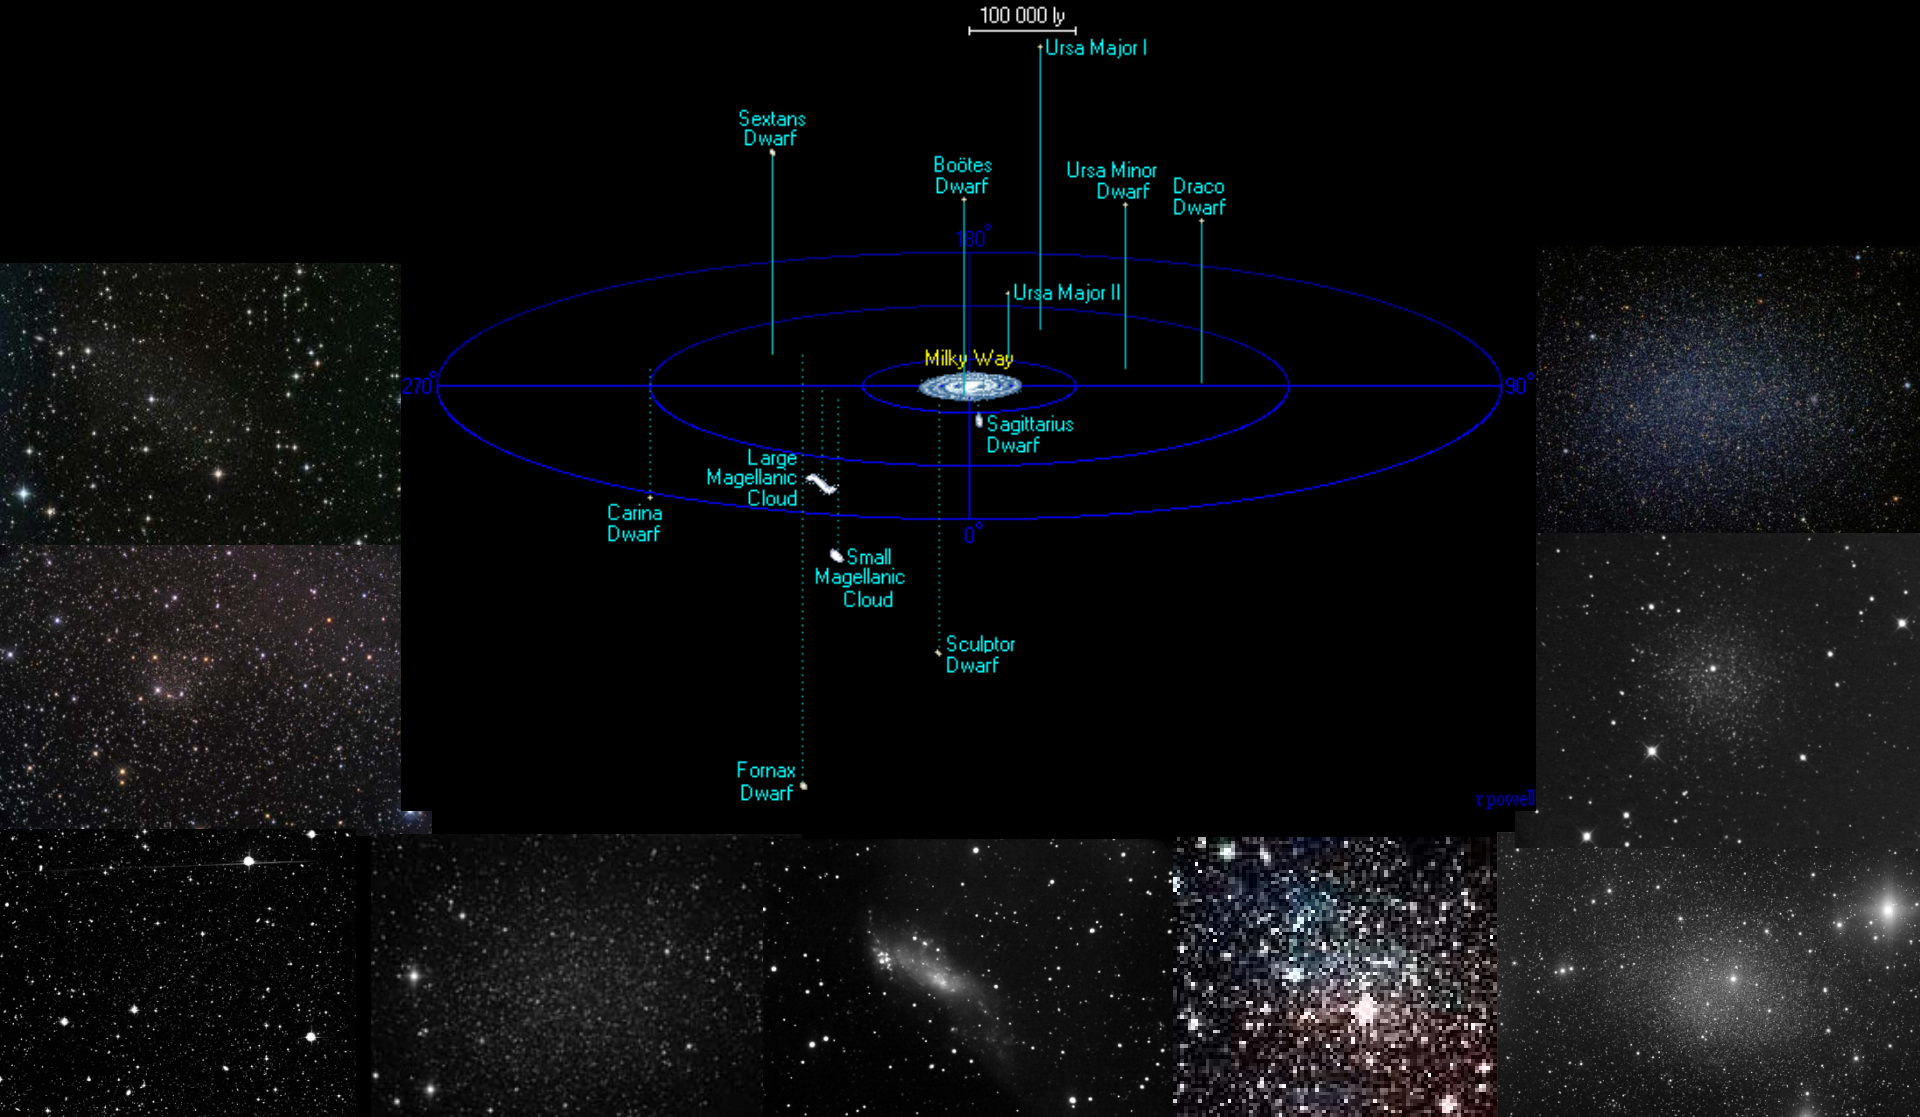 100 000 ly
Ursa Major I
Sextans
Dwarf
Boötes
Dwarf
Ursa Minor
Dwarf
Draco
Dwarf
180°
Ursa Major II
Milky Way
270°
90°
Sagittarius
Dwarf
Large
Magellanic
Cloud
Carina
Dwarf
0°
Small
Magellanic
Cloud
Sculptor
Dwarf
Fornax
Dwarf
r powell